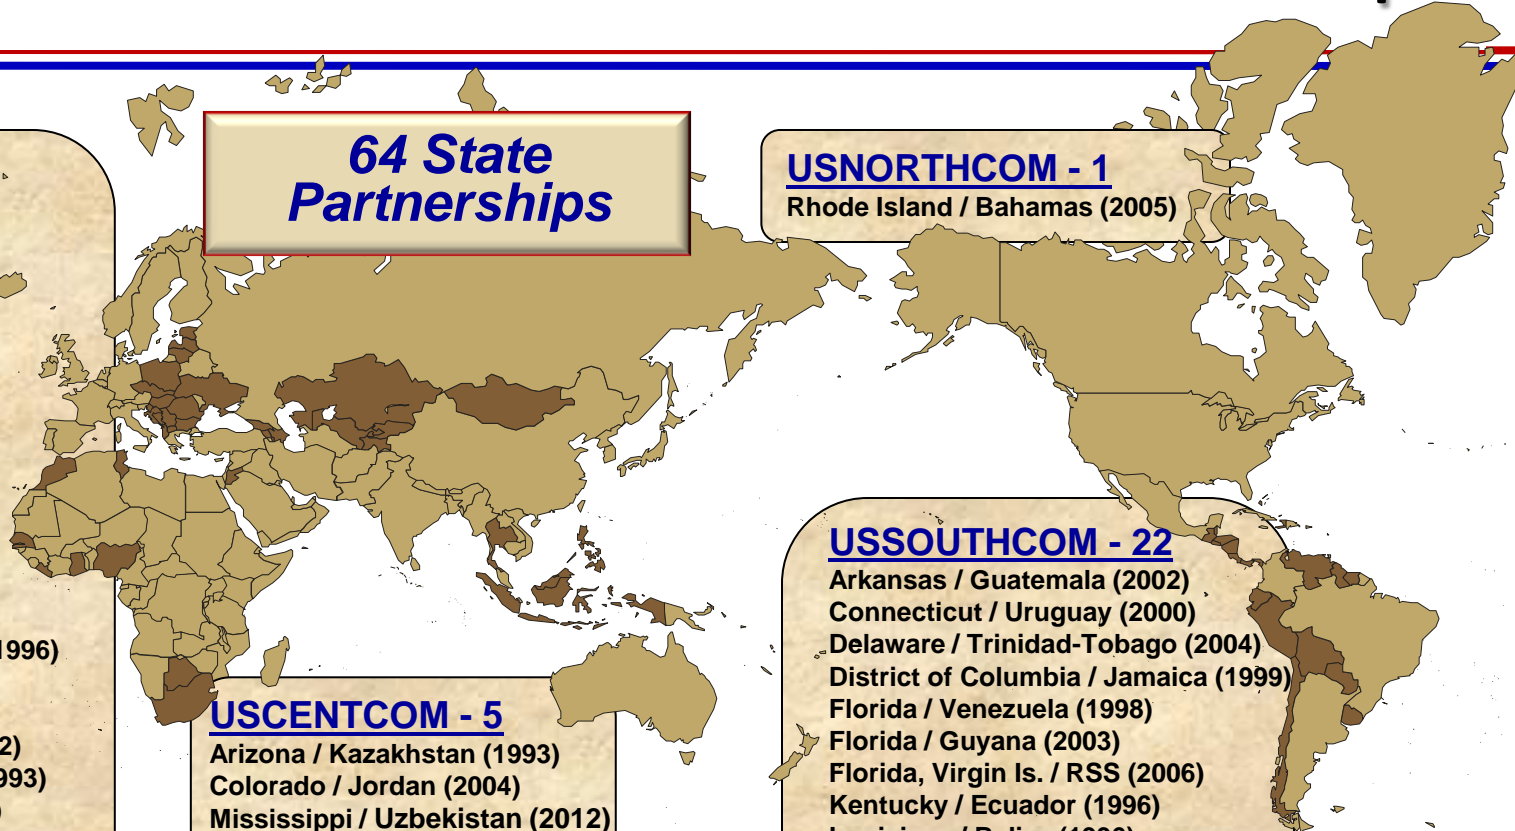 64 State
Partnerships
USNORTHCOM - 1
Rhode Island / Bahamas (2005)
1996)
2)
993)
)
USCENTCOM - 5
Arizona / Kazakhstan (1993)
Colorado / Jordan (2004)
Mississippi / Uzbekistan (2012)
USSOUTHCOM - 22
Arkansas / Guatemala (2002)
Connecticut / Uruguay (2000)
Delaware / Trinidad-Tobago (2004)
District of Columbia / Jamaica (1999)
Florida / Venezuela (1998)
Florida / Guyana (2003)
Florida, Virgin Is. / RSS (2006)
Kentucky / Ecuador (1996)